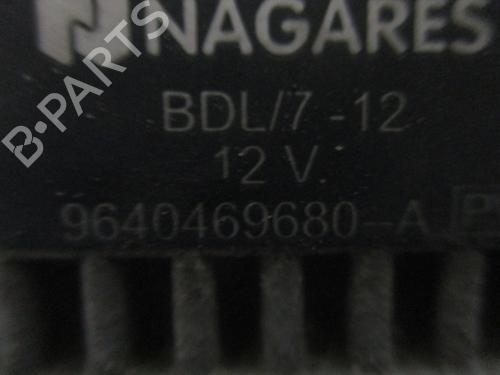 NAGARES
BDL/7-12
12 V.
9640469680-A P
B-PARTS